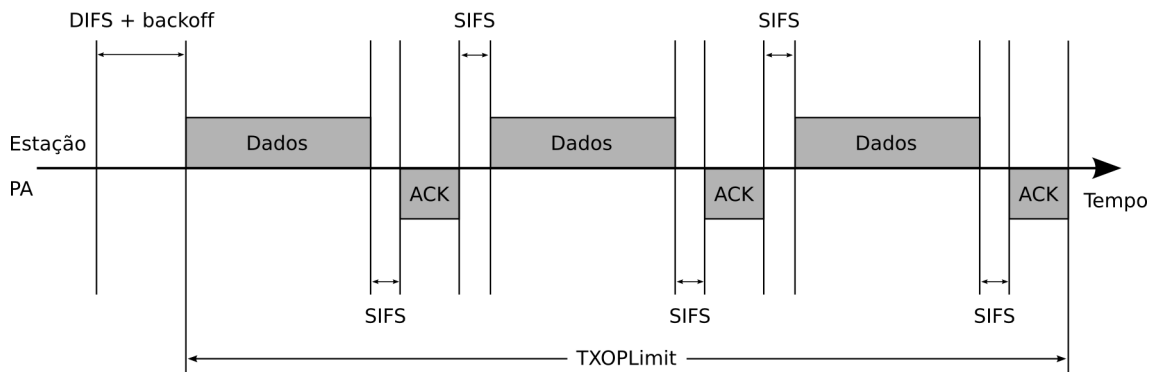 DIFS + backoff
SIFS
SIFS
Estação
Dados
Dados
Dados
PA
ACK
ACK
ACK
Tempo
SIFS
SIFS
SIFS
TXOPLimit